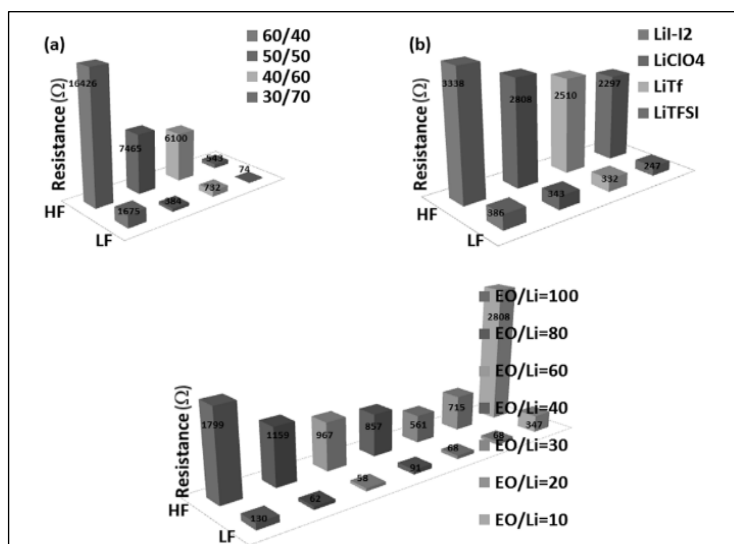 (a)
60/40
50/50
40/60
30/70
Resistance (Ω)
16426
7465
6100
543
1675
384
732
74
HF
LF
(b)
LiI-I2
LiClO4
LiTf
LiTFSI
Resistance (Ω)
3338
2808
2510
2297
386
343
332
247
HF
LF
EO/Li=100
EO/Li=80
EO/Li=60
EO/Li=40
EO/Li=30
EO/Li=20
EO/Li=10
Resistance (Ω)
1799
1159
967
857
561
715
2808
130
62
58
91
68
68
347
HF
LF